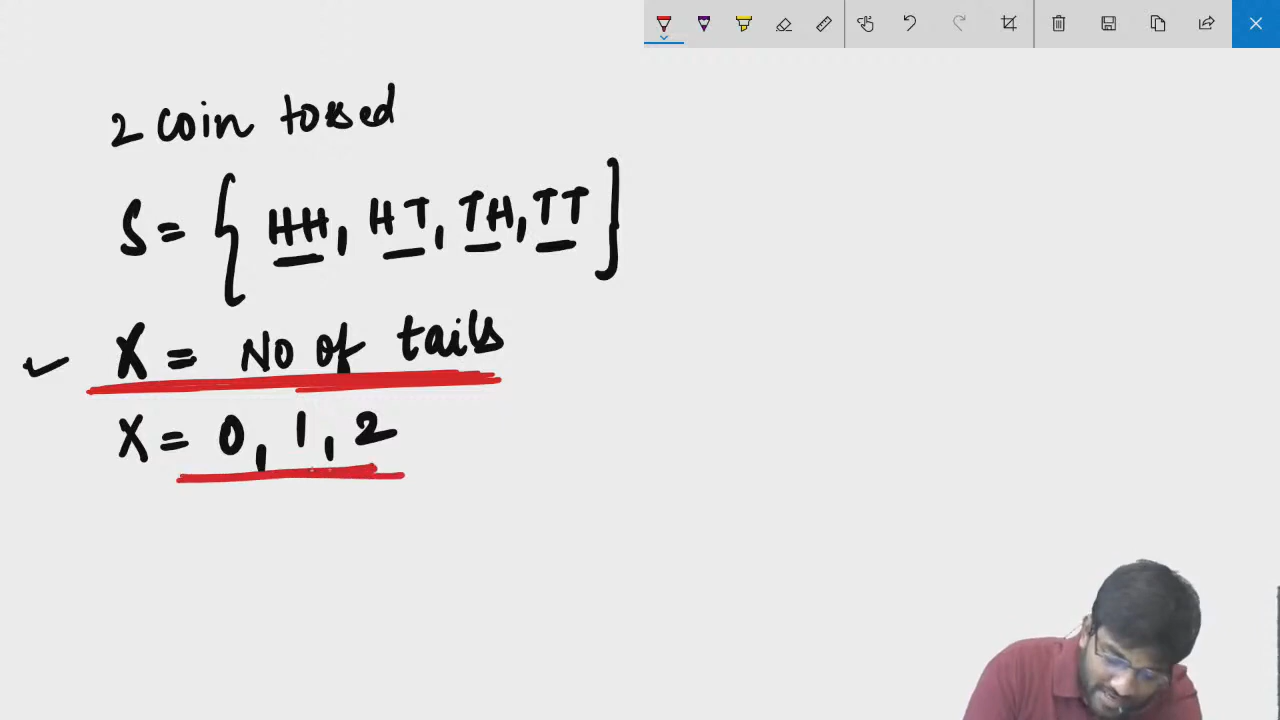 2 coin tossed
S = { HH, HT, TH, TT }
X = No of tails
X = 0, 1, 2